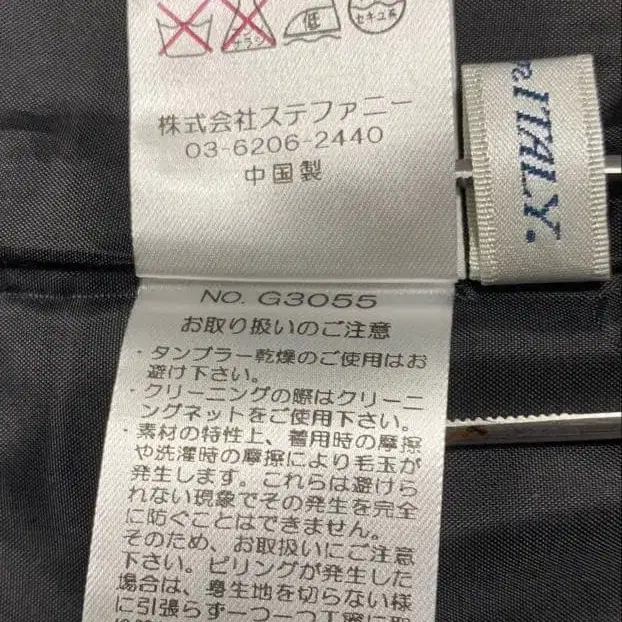 低
セキユ系
株式会社ステファニー
03-6206-2440
中国製
ITALY.
NO. G3055
お取り扱いのご注意
・タンブラー乾燥のご使用はお
避け下さい。
・クリーニングの際はクリーニ
ングネットをご使用下さい。
・素材の特性上、着用時の摩擦
や洗濯時の摩擦により毛玉が
発生します。これらは避けら
れない現象でその発生を完全
に防ぐことはできません。
そのため、お取扱いにご注意
下さい。ピリングが発生した
場合は、身生地を切らない様
に引張らず一つ一つ丁寧に取